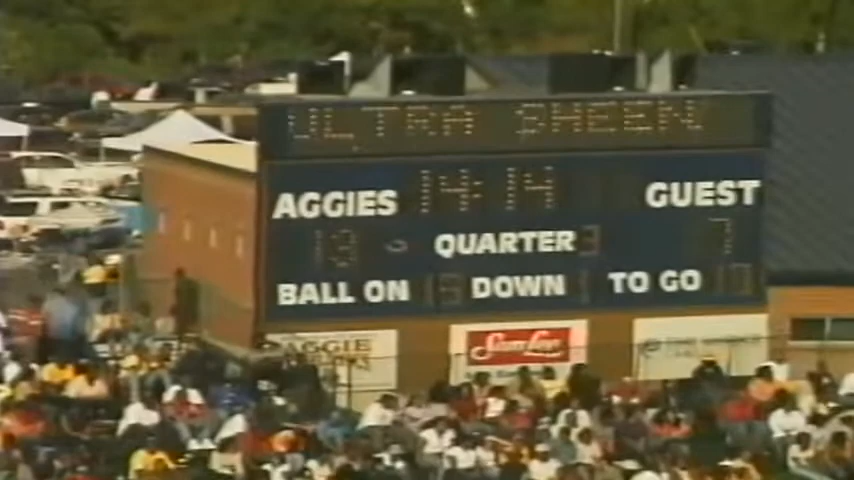 ULTRA SHEEN
AGGIES 14:14 GUEST
13 QUARTER 3 7
BALL ON 15 DOWN 1 TO GO 10
AGGIE
Sara Lee